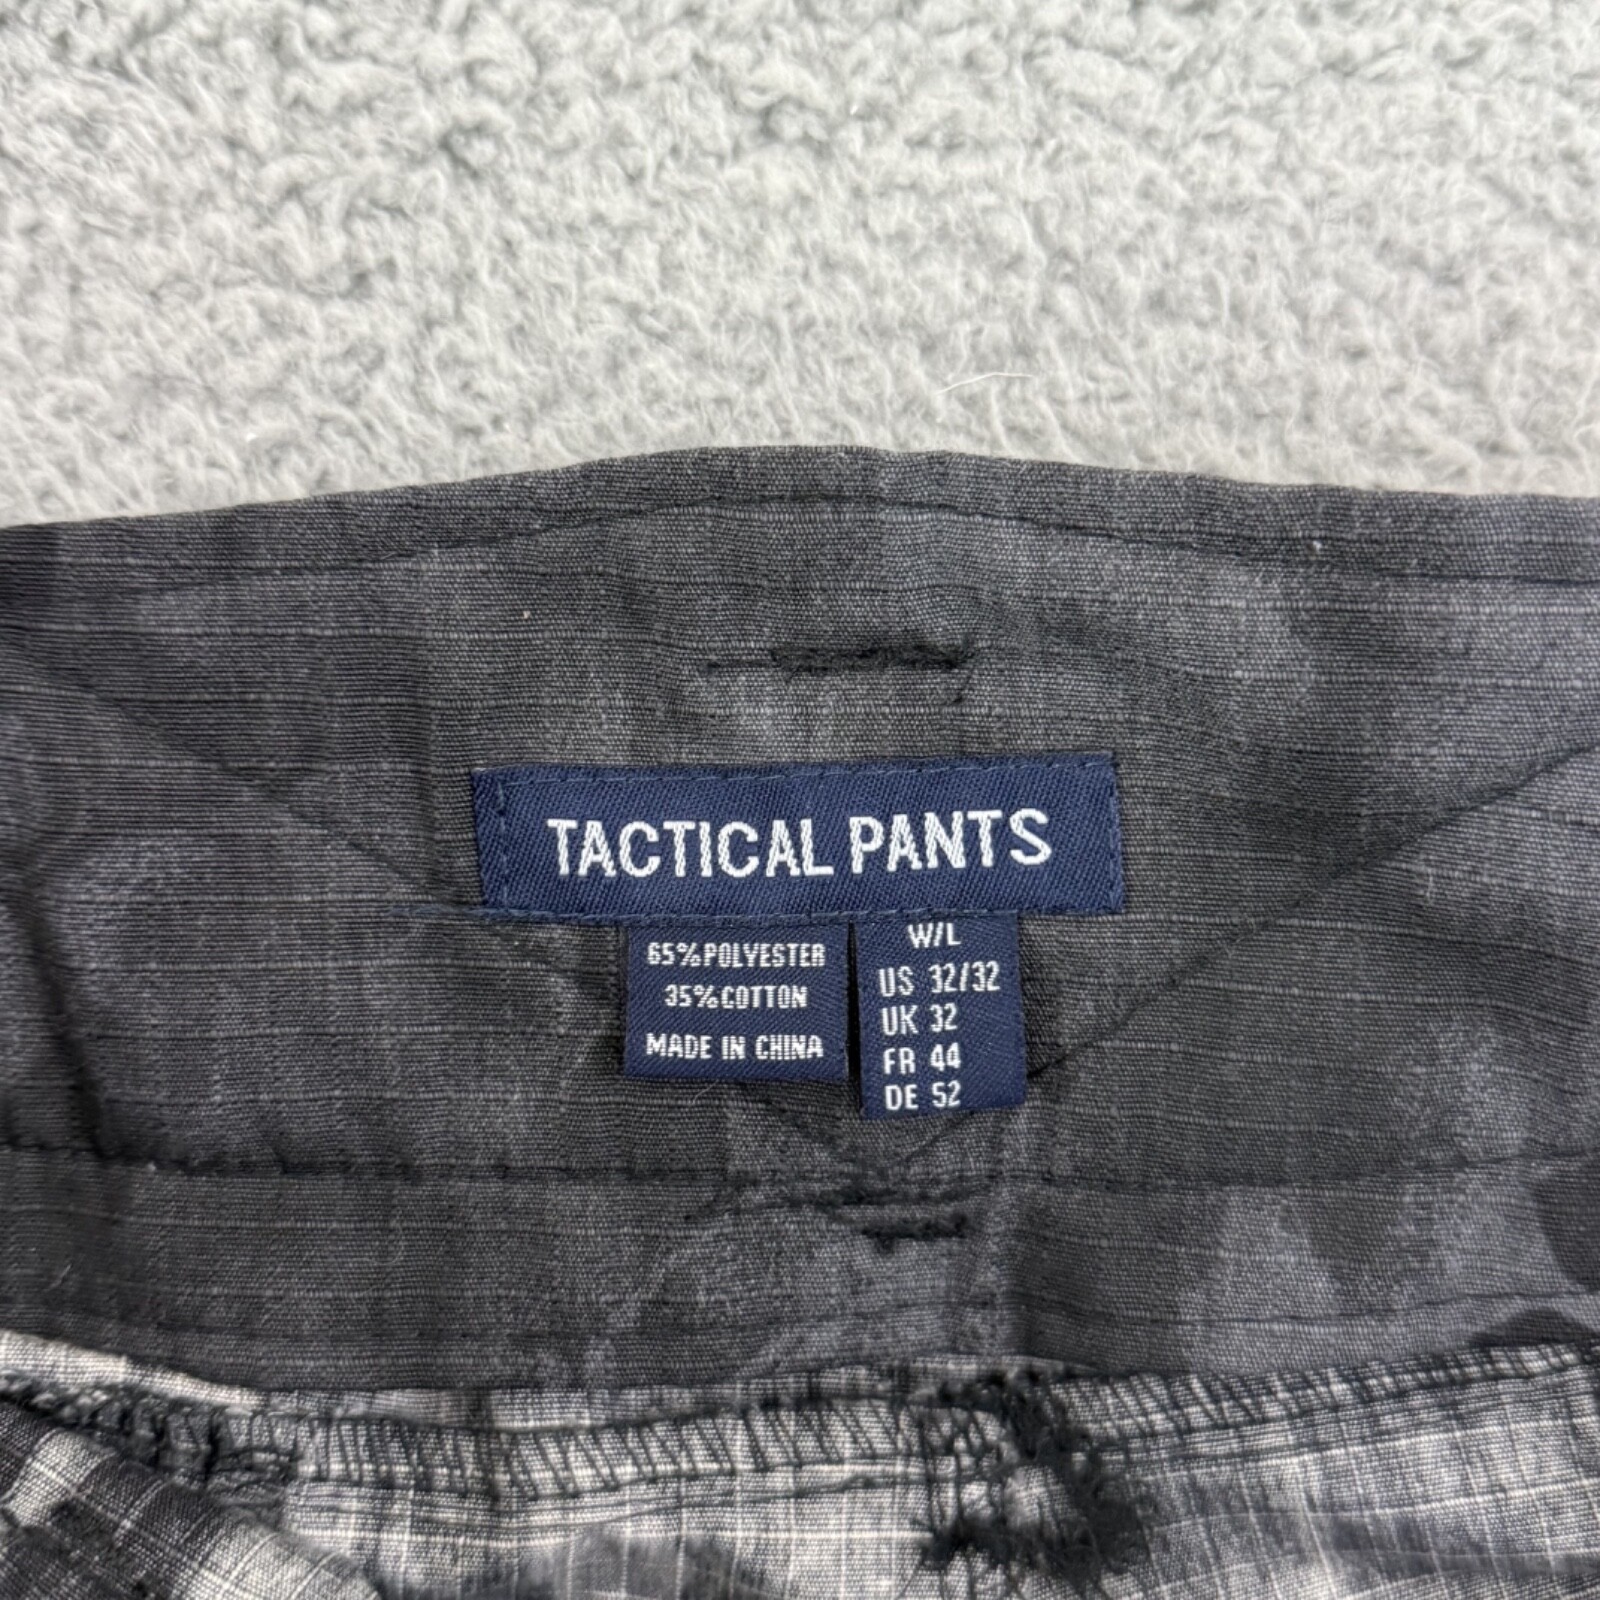 TACTICAL PANTS
65%POLYESTER
35%COTTON
MADE IN CHINA
W/L
US 32/32
UK 32
FR 44
DE 52